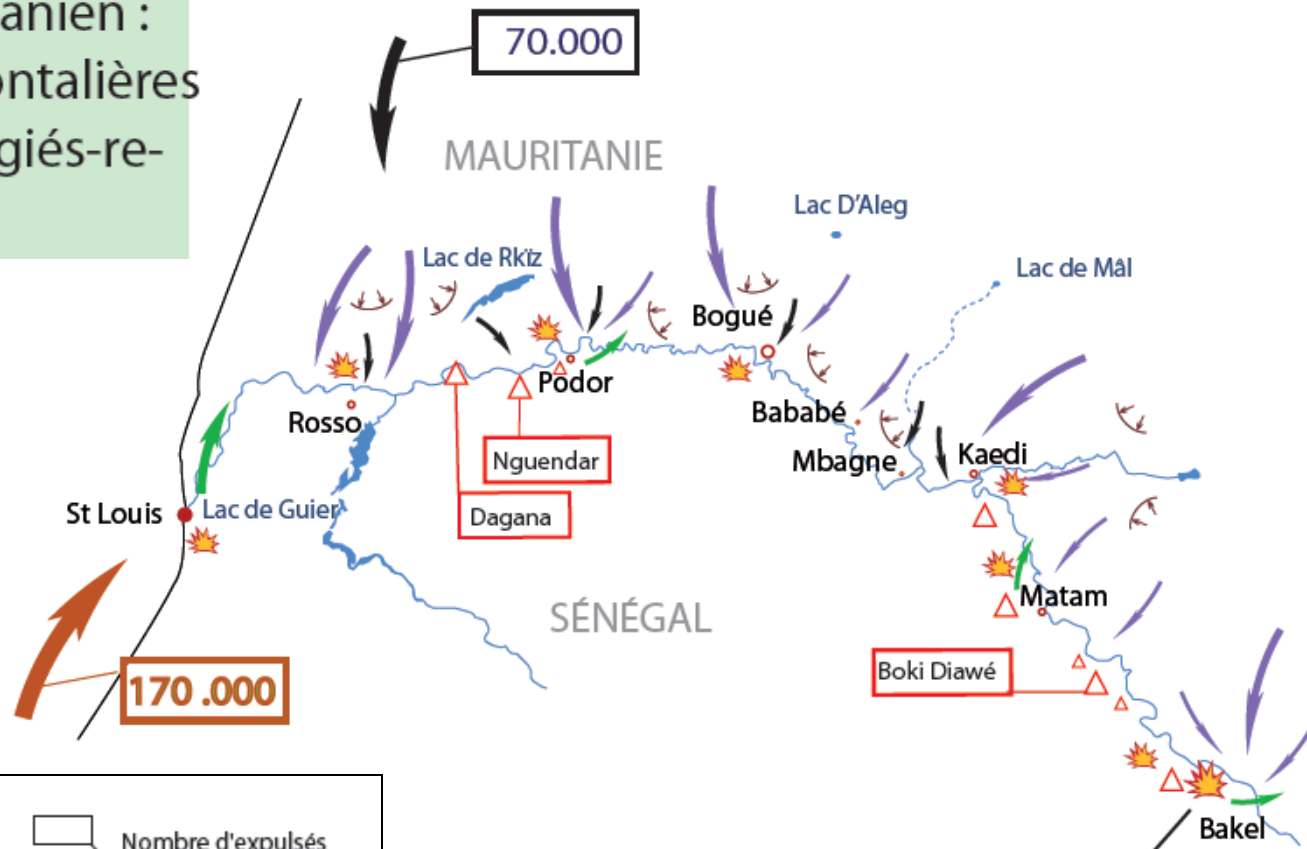 anien :
ontalières
giés-re-
70.000
MAURITANIE
Lac D'Aleg
Lac de Rkïz
Lac de Mâl
Bogué
Podor
Rosso
Bababé
Mbagne
Kaedi
Nguendar
St Louis
Lac de Guier
Dagana
Matam
SÉNÉGAL
Boki Diawé
170 .000
Bakel
Nombre d'expulsés